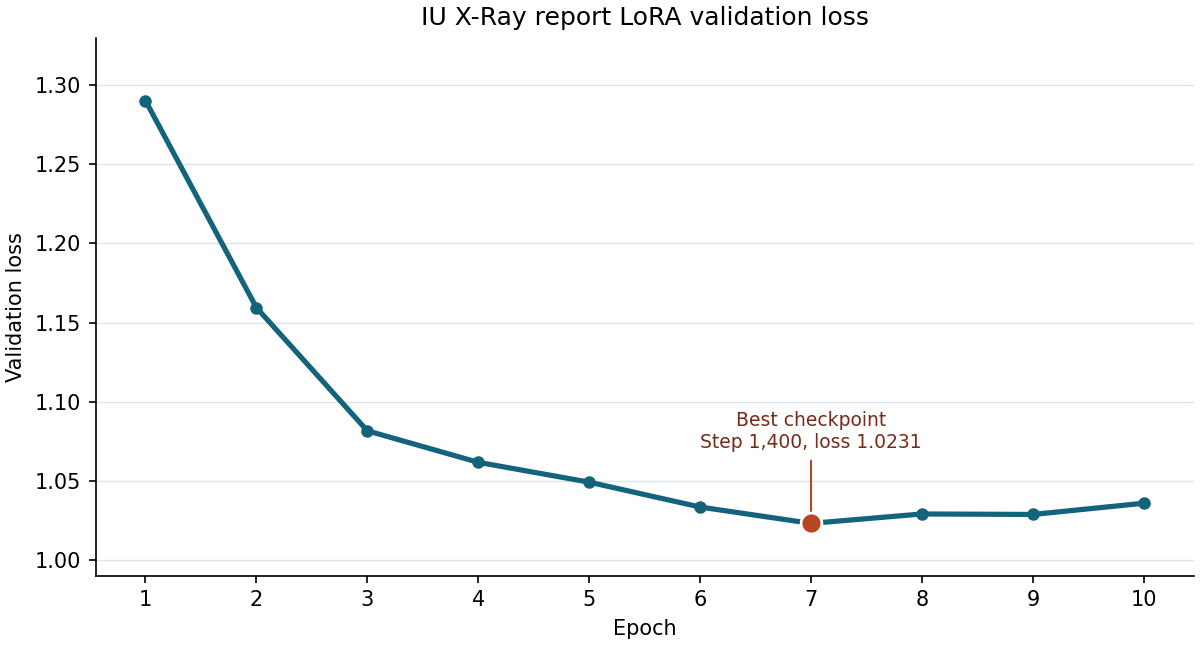 IU X-Ray report LoRA validation loss
Validation loss
1.30
1.25
1.20
1.15
1.10
1.05
1.00
Best checkpoint
Step 1,400, loss 1.0231
1 2 3 4 5 6 7 8 9 10
Epoch